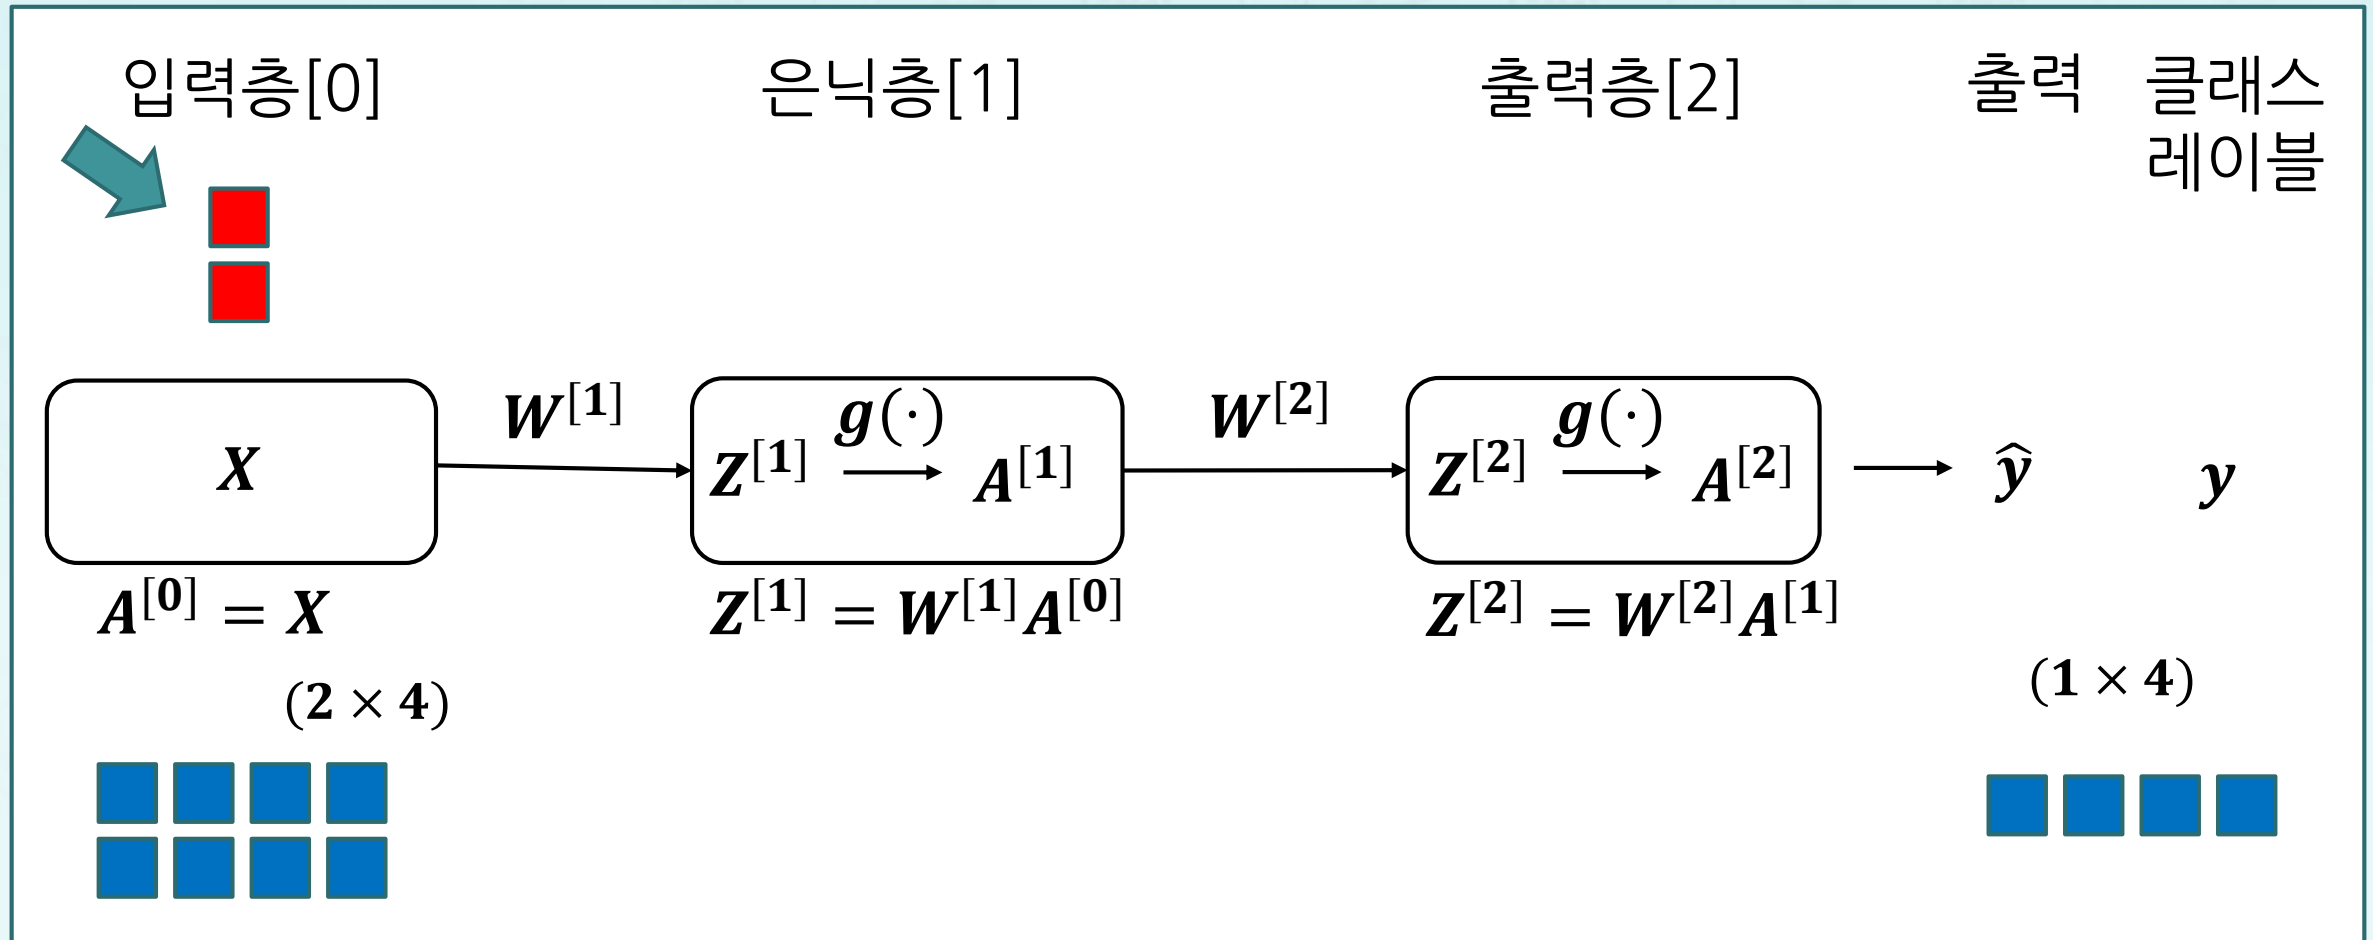 입력층[0] 은닉층[1] 출력층[2] 출력 클래스
레이블
X W^[1] Z^[1] g(·) → A^[1] W^[2] Z^[2] g(·) → A^[2] → ŷ y
A^[0] = X Z^[1] = W^[1]A^[0] Z^[2] = W^[2]A^[1]
(2 × 4) (1 × 4)